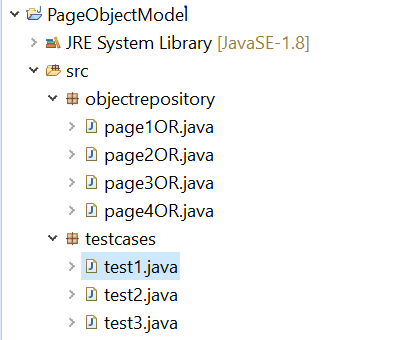 PageObjectModel
JRE System Library [JavaSE-1.8]
src
objectrepository
page1OR.java
page2OR.java
page3OR.java
page4OR.java
testcases
test1.java
test2.java
test3.java